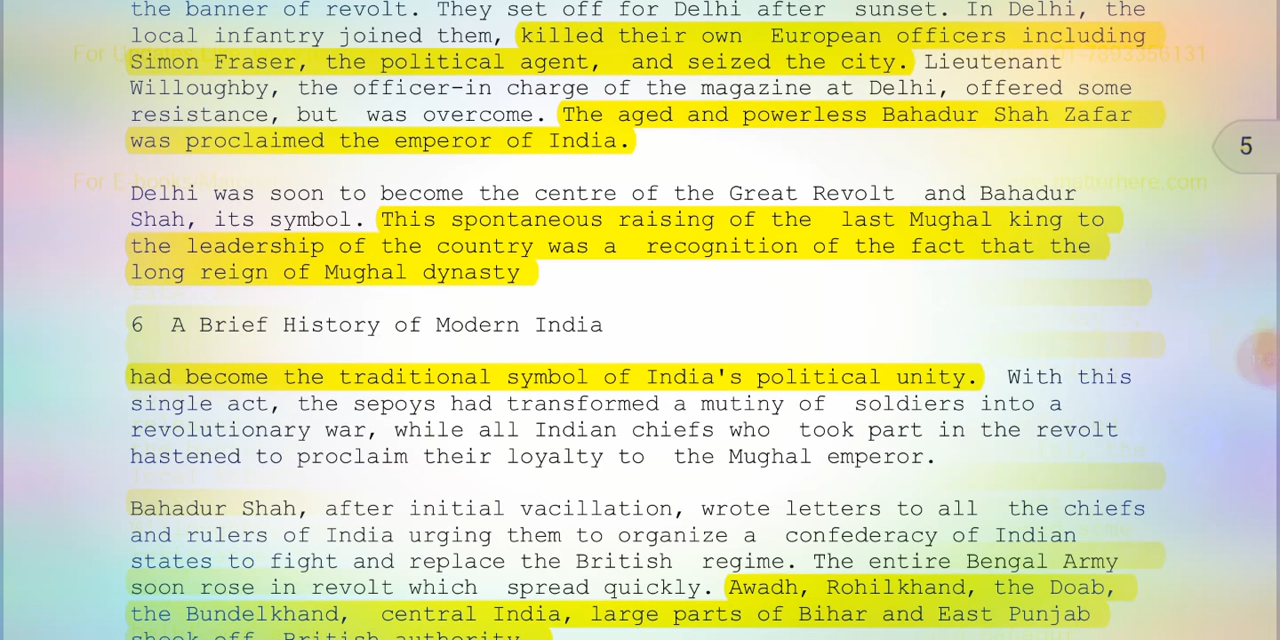 the banner of revolt. They set off for Delhi after sunset. In Delhi, the
local infantry joined them, killed their own European officers including
Simon Fraser, the political agent, and seized the city. Lieutenant
Willoughby, the officer-in charge of the magazine at Delhi, offered some
resistance, but was overcome. The aged and powerless Bahadur Shah Zafar
was proclaimed the emperor of India.
5
Delhi was soon to become the centre of the Great Revolt and Bahadur
Shah, its symbol. This spontaneous raising of the last Mughal king to
the leadership of the country was a recognition of the fact that the
long reign of Mughal dynasty
6 A Brief History of Modern India
had become the traditional symbol of India's political unity. With this
single act, the sepoys had transformed a mutiny of soldiers into a
revolutionary war, while all Indian chiefs who took part in the revolt
hastened to proclaim their loyalty to the Mughal emperor.
Bahadur Shah, after initial vacillation, wrote letters to all the chiefs
and rulers of India urging them to organize a confederacy of Indian
states to fight and replace the British regime. The entire Bengal Army
soon rose in revolt which spread quickly. Awadh, Rohilkhand, the Doab,
the Bundelkhand, central India, large parts of Bihar and East Punjab
shook off British authority.